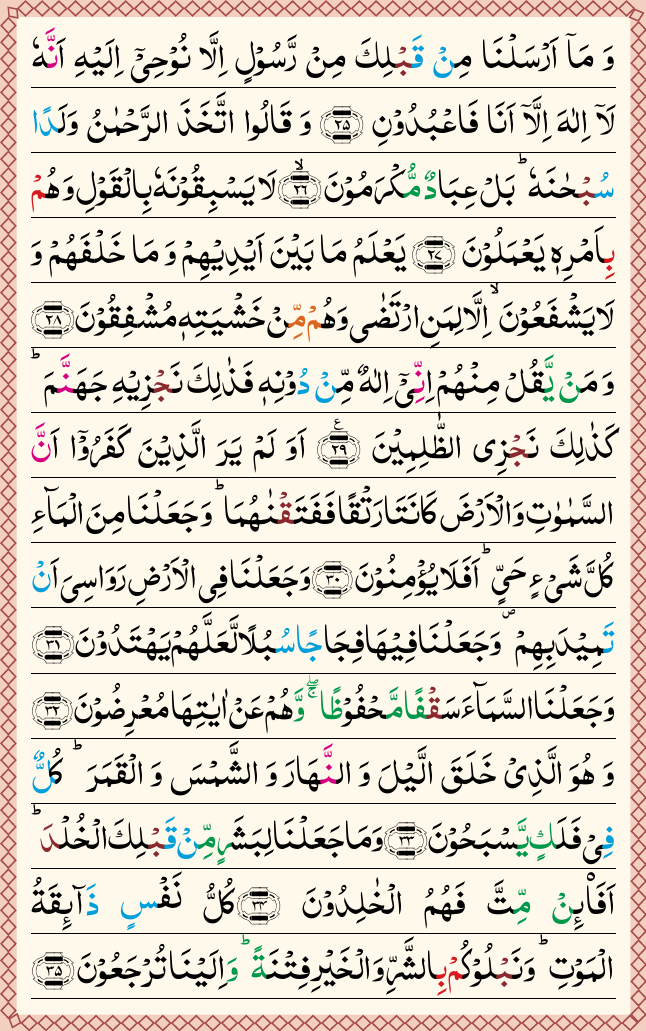 وَ مَاۤ اَرْسَلْنَا مِنْ قَبْلِكَ مِنْ رَّسُوْلٍ اِلَّا نُوْحِیْۤ اِلَیْهِ اَنَّهٗ
لَاۤ اِلٰهَ اِلَّاۤ اَنَا فَاعْبُدُوْنِ ﴿۲۵﴾ وَ قَالُوا اتَّخَذَ الرَّحْمٰنُ وَلَدًا
سُبْحٰنَهٗ ؕ بَلْ عِبَادٌ مُّكْرَمُوْنَ ﴿۲۶﴾ۙ لَا یَسْبِقُوْنَهٗ بِالْقَوْلِ وَهُمْ
بِاَمْرِهٖ یَعْمَلُوْنَ ﴿۲۷﴾ یَعْلَمُ مَا بَیْنَ اَیْدِیْهِمْ وَ مَا خَلْفَهُمْ وَ
لَا یَشْفَعُوْنَ ۙ اِلَّا لِمَنِ ارْتَضٰی وَهُمْ مِّنْ خَشْیَتِهٖ مُشْفِقُوْنَ ﴿۲۸﴾
وَ مَنْ یَّقُلْ مِنْهُمْ اِنِّیْۤ اِلٰهٌ مِّنْ دُوْنِهٖ فَذٰلِكَ نَجْزِیْهِ جَهَنَّمَ ؕ
كَذٰلِكَ نَجْزِی الظّٰلِمِیْنَ ﴿۲۹﴾ۧ اَوَ لَمْ یَرَ الَّذِیْنَ كَفَرُوْۤا اَنَّ
السَّمٰوٰتِ وَالْاَرْضَ كَانَتَا رَتْقًا فَفَتَقْنٰهُمَا ؕ وَجَعَلْنَا مِنَ الْمَآءِ
كُلَّ شَیْءٍ حَیٍّ ؕ اَفَلَا یُؤْمِنُوْنَ ﴿۳۰﴾ وَجَعَلْنَا فِی الْاَرْضِ رَوَاسِیَ اَنْ
تَمِیْدَ بِهِمْ ۪ وَجَعَلْنَا فِیْهَا فِجَاجًا سُبُلًا لَّعَلَّهُمْ یَهْتَدُوْنَ ﴿۳۱﴾
وَجَعَلْنَا السَّمَآءَ سَقْفًا مَّحْفُوْظًا ۖۚ وَّهُمْ عَنْ اٰیٰتِهَا مُعْرِضُوْنَ ﴿۳۲﴾
وَ هُوَ الَّذِیْ خَلَقَ الَّیْلَ وَ النَّهَارَ وَ الشَّمْسَ وَ الْقَمَرَ ؕ كُلٌّ
فِیْ فَلَكٍ یَّسْبَحُوْنَ ﴿۳۳﴾ وَمَا جَعَلْنَا لِبَشَرٍ مِّنْ قَبْلِكَ الْخُلْدَ ؕ
اَفَا۠ئِنْ مِّتَّ فَهُمُ الْخٰلِدُوْنَ ﴿۳۴﴾ كُلُّ نَفْسٍ ذَآئِقَةُ
الْمَوْتِ ؕ وَنَبْلُوْكُمْ بِالشَّرِّ وَالْخَیْرِ فِتْنَةً ؕ وَاِلَیْنَا تُرْجَعُوْنَ ﴿۳۵﴾